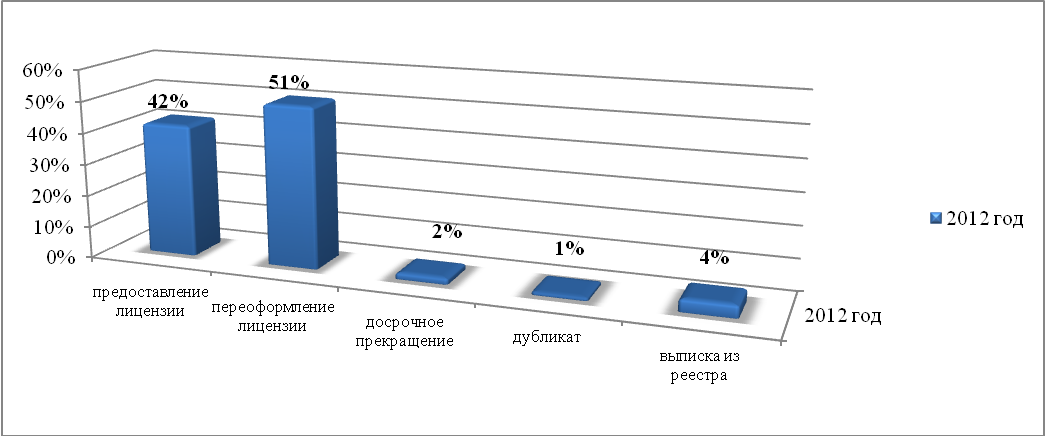 60%
50%
40%
30%
20%
10%
0%
42%
51%
2%
1%
4%
предоставление
лицензии
переоформление
лицензии
досрочное
прекращение
дубликат
выписка из
реестра
2012 год
2012 год